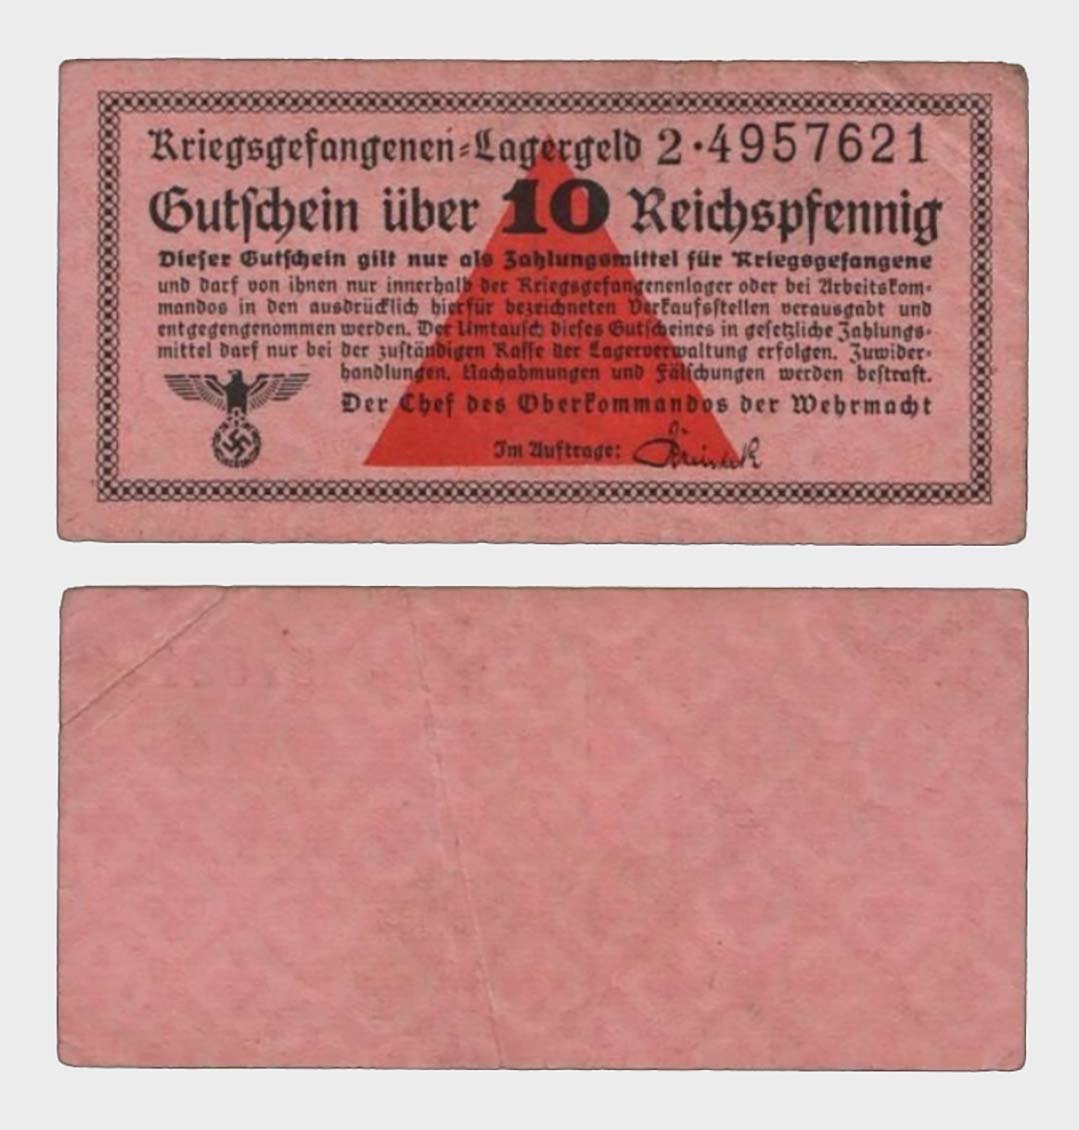 Kriegsgefangenen-Lagergeld 2·4957621
Gutschein über 10 Reichspfennig
Dieser Gutschein gilt nur als Zahlungsmittel für Kriegsgefangene
und darf von ihnen nur innerhalb der Kriegsgefangenenlager oder bei Arbeitskom-
mandos in den ausdrücklich hierfür bezeichneten Verkaufsstellen verausgabt und
entgegengenommen werden. Der Umtausch dieses Gutscheines in gesetzliche Zahlungs-
mittel darf nur bei der zuständigen Kasse der Lagerverwaltung erfolgen. Zuwider-
handlungen, Nachahmungen und Fälschungen werden bestraft.
Der Chef des Oberkommandos der Wehrmacht
Im Auftrage: